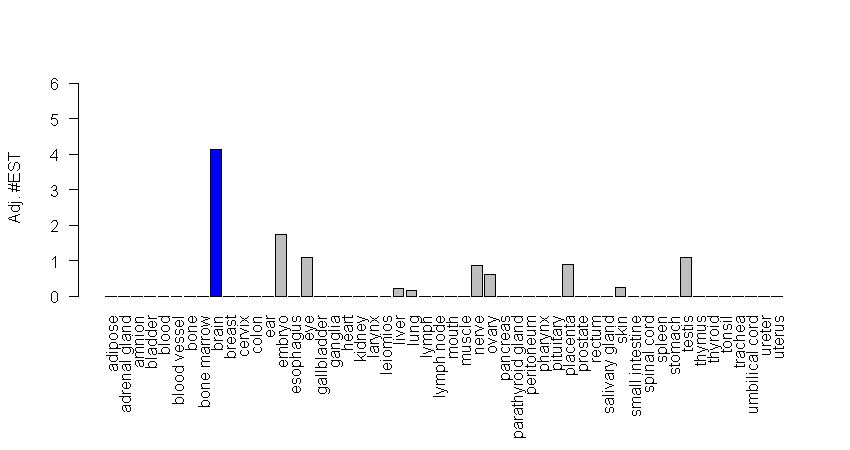 6
5
4
3
2
1
0
Adj. #EST
adipose
adrenal gland
amnion
bladder
blood
blood vessel
bone
bone marrow
brain
breast
cervix
colon
ear
embryo
esophagus
eye
gallbladder
ganglia
heart
kidney
larynx
leiomios
liver
lung
lymph
lymph node
mouth
muscle
nerve
ovary
pancreas
parathyroid gland
peritoneum
pharynx
pituitary
placenta
prostate
rectum
salivary gland
skin
small intestine
spinal cord
spleen
stomach
testis
thymus
thyroid
tonsil
trachea
umbilical cord
ureter
uterus